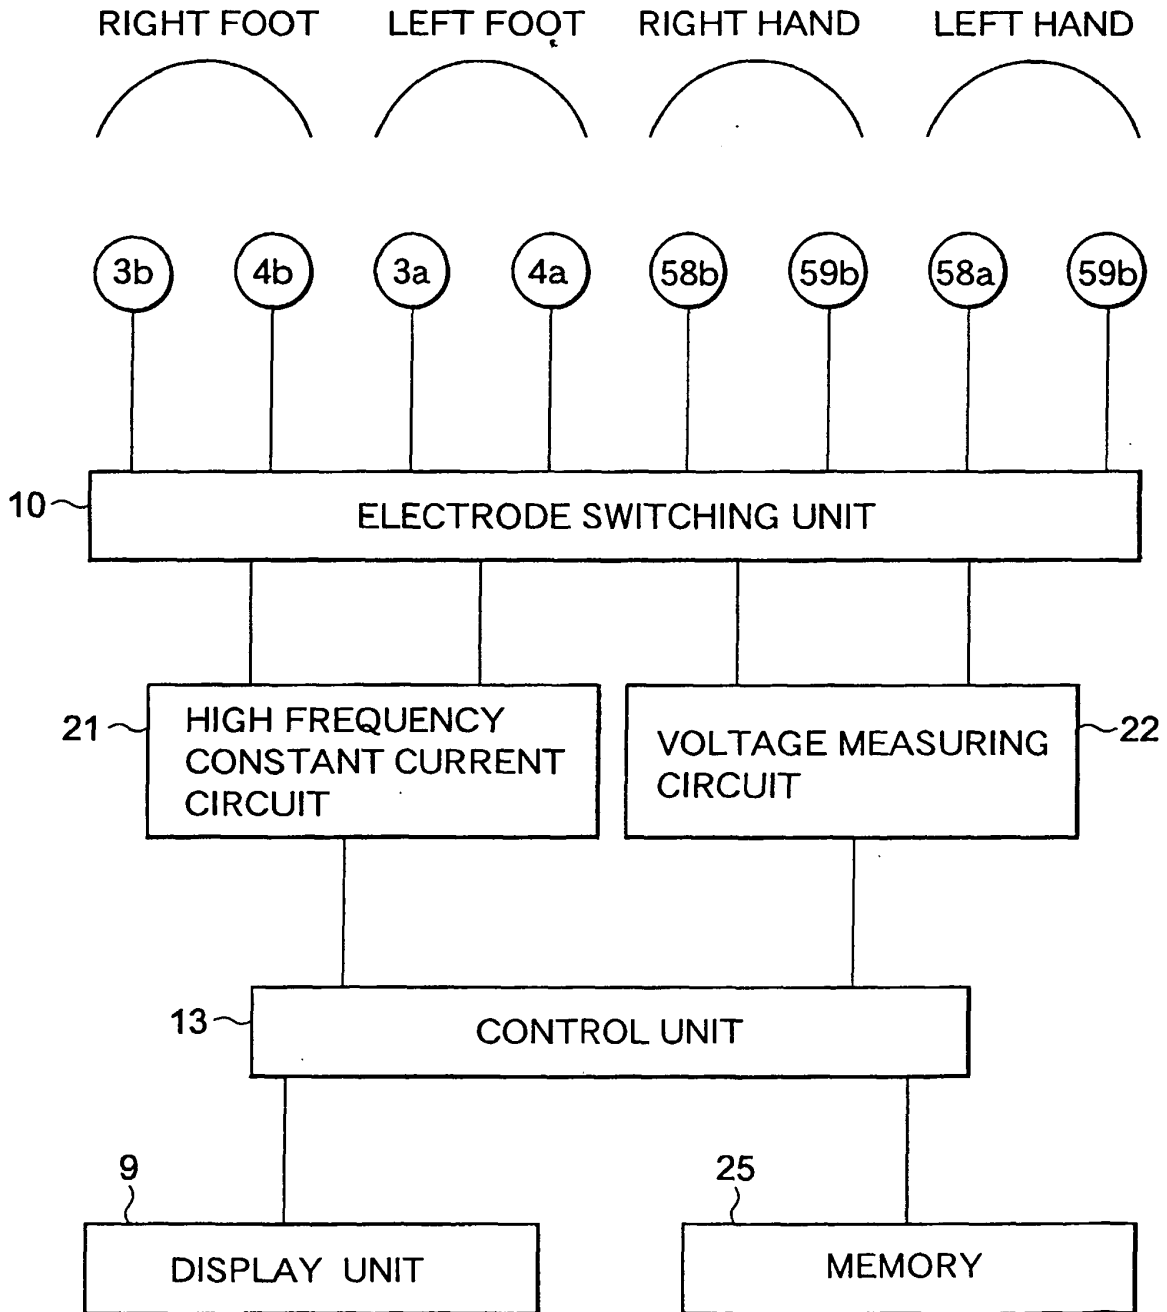 RIGHT FOOT LEFT FOOT RIGHT HAND LEFT HAND
3b 4b 3a 4a 58b 59b 58a 59b
10
ELECTRODE SWITCHING UNIT
21
HIGH FREQUENCY
CONSTANT CURRENT
CIRCUIT
VOLTAGE MEASURING
CIRCUIT
22
13
CONTROL UNIT
9
25
DISPLAY UNIT
MEMORY